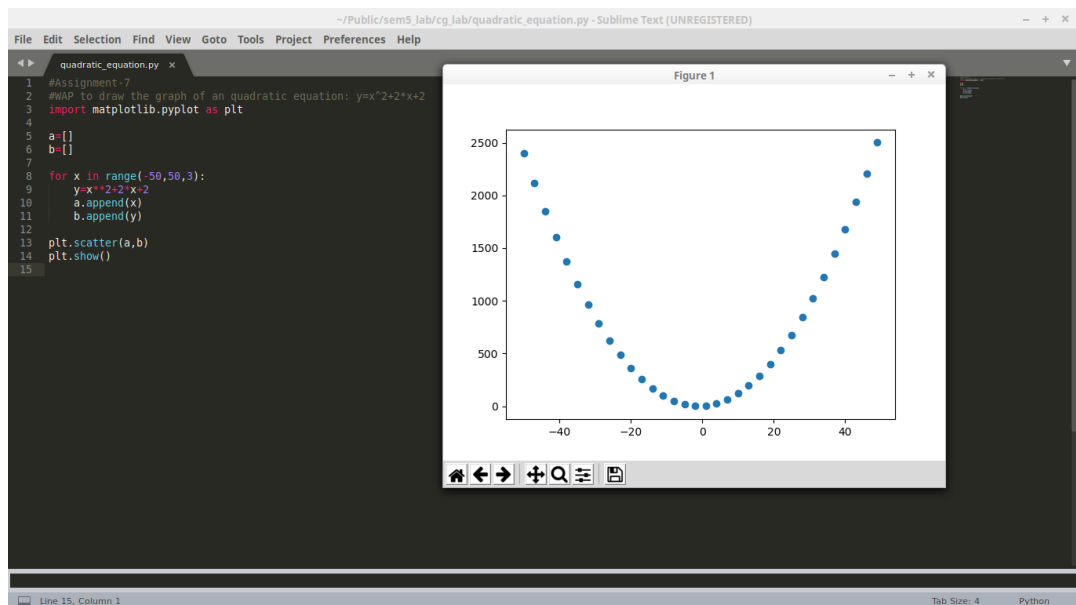 ~/Public/sem5_lab/cg_lab/quadratic_equation.py - Sublime Text (UNREGISTERED)
File Edit Selection Find View Goto Tools Project Preferences Help
quadratic_equation.py ×
1 #Assignment-7
2 #WAP to draw the graph of an quadratic equation: y=x^2+2*x+2
3 import matplotlib.pyplot as plt
4
5 a=[]
6 b=[]
7
8 for x in range(-50,50,3):
9     y=x**2+2*x+2
10     a.append(x)
11     b.append(y)
12
13 plt.scatter(a,b)
14 plt.show()
15
Figure 1
2500
2000
1500
1000
500
0
−40 −20 0 20 40
Line 15, Column 1
Tab Size: 4 Python